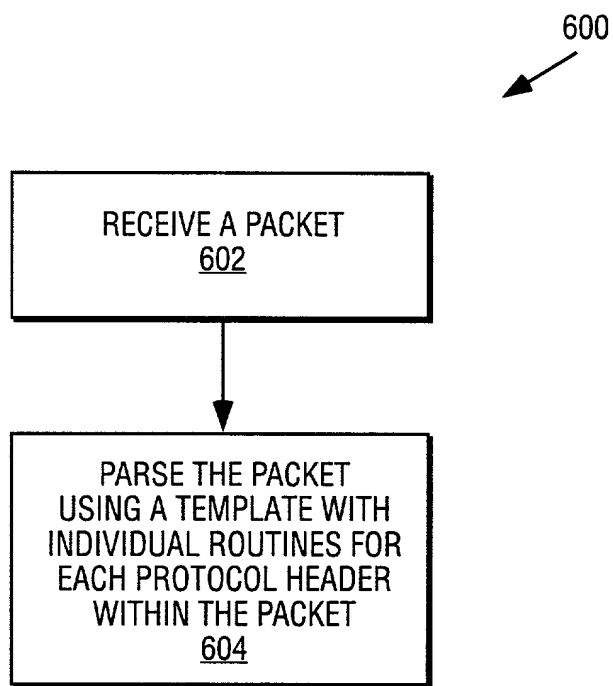 600
RECEIVE A PACKET
602
PARSE THE PACKET
USING A TEMPLATE WITH
INDIVIDUAL ROUTINES FOR
EACH PROTOCOL HEADER
WITHIN THE PACKET
604